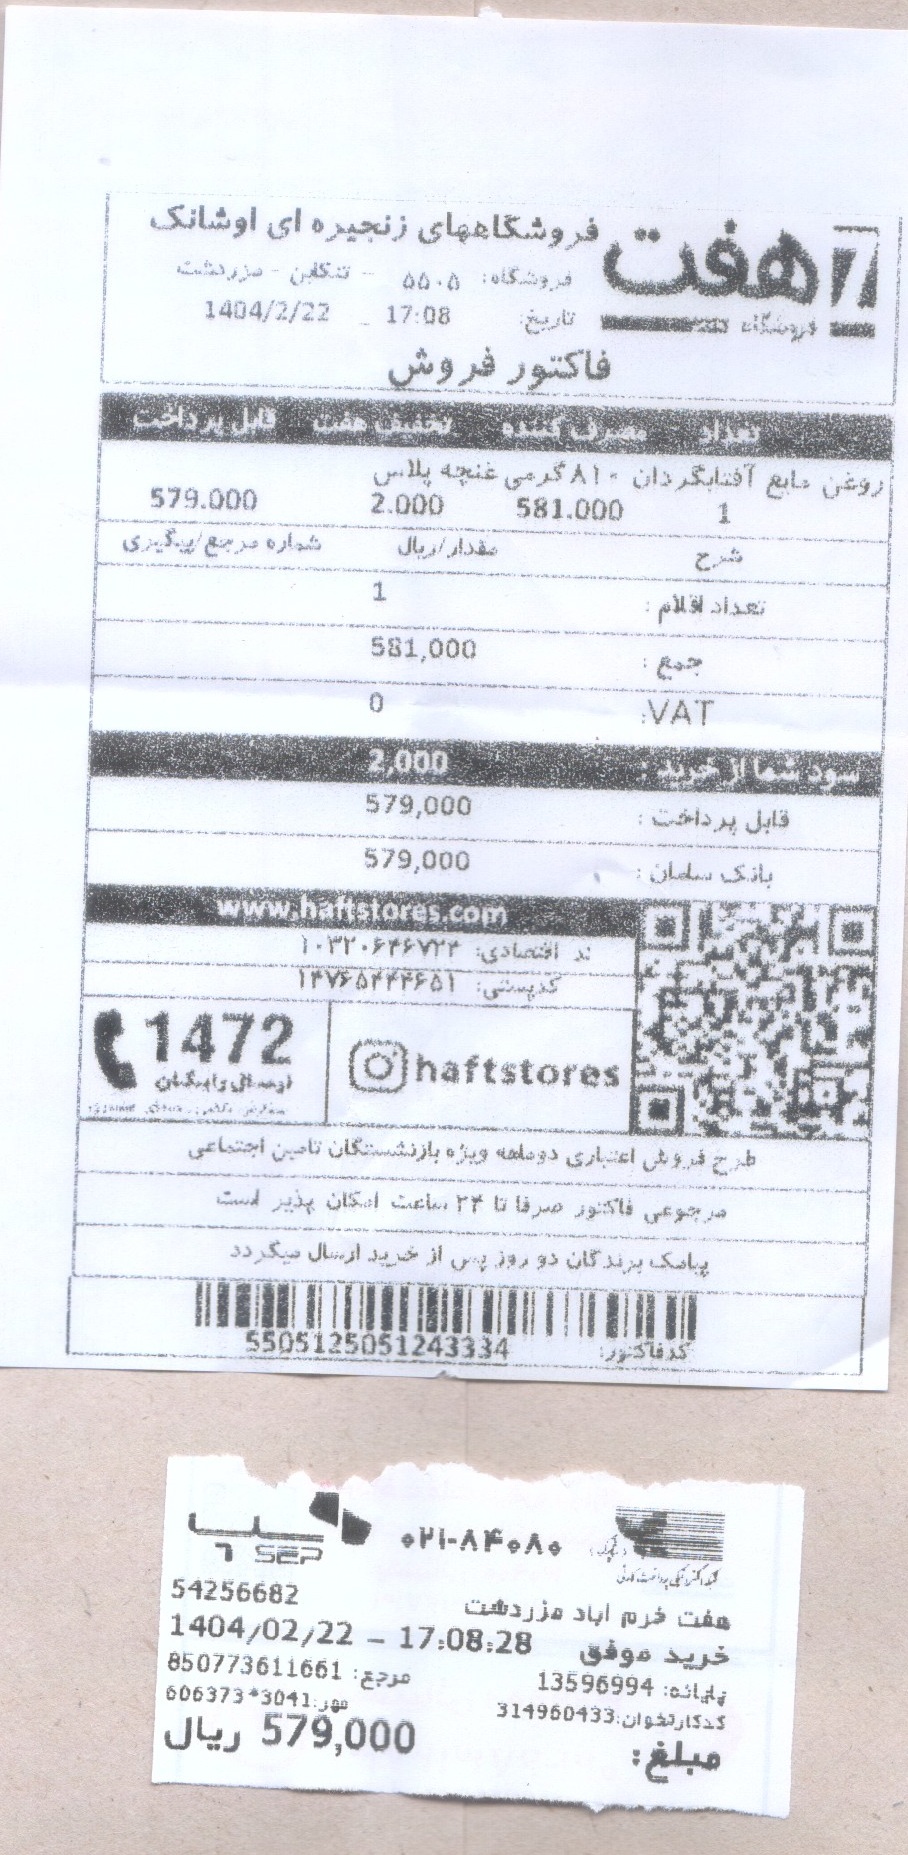 فروشگاههای زنجیره ای اوشانک
هفت 7
فروشگاه: ۵۵۰۵ - تنکابن - مزردشت
تاریخ: 17:08 - 1404/2/22
فروشگاه
فاکتور فروش
تعداد مصرف کننده تخفیف هفت قابل پرداخت
روغن مایع آفتابگردان ۸۱۰ گرمی غنچه پلاس
1 581.000 2.000 579.000
شرح مقدار/ریال شماره مرجع/پیگیری
تعداد اقلام: 1
جمع: 581,000
VAT: 0
سود شما از خرید: 2,000
قابل پرداخت: 579,000
بانک سامان: 579,000
www.haftstores.com
اقتصادی:
کدپستی:
1472
ارسال رایگان
haftstores
طرح فروش اعتباری دوماهه ویژه بازنشستگان تامین اجتماعی
مرجوعی فاکتور صرفا تا ۲۴ ساعت امکان پذیر است
پیامک برندگان دو روز پس از خرید ارسال میگردد
کدفاکتور: 5505125051243334
سپ SEP
۰۲۱-۸۴۰۸۰
54256682
هفت خرم اباد مزردشت
1404/02/22 - 17:08:28
خرید موفق
مرجع: 850773611661
پایانه: 13596994
مهر: 606373*3041
کدکارتخوان: 314960433
مبلغ: 579,000 ریال